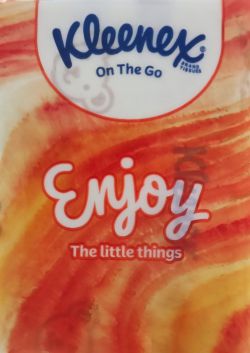 Kleenex®
BRAND
TISSUES
On The Go
Enjoy
The little things